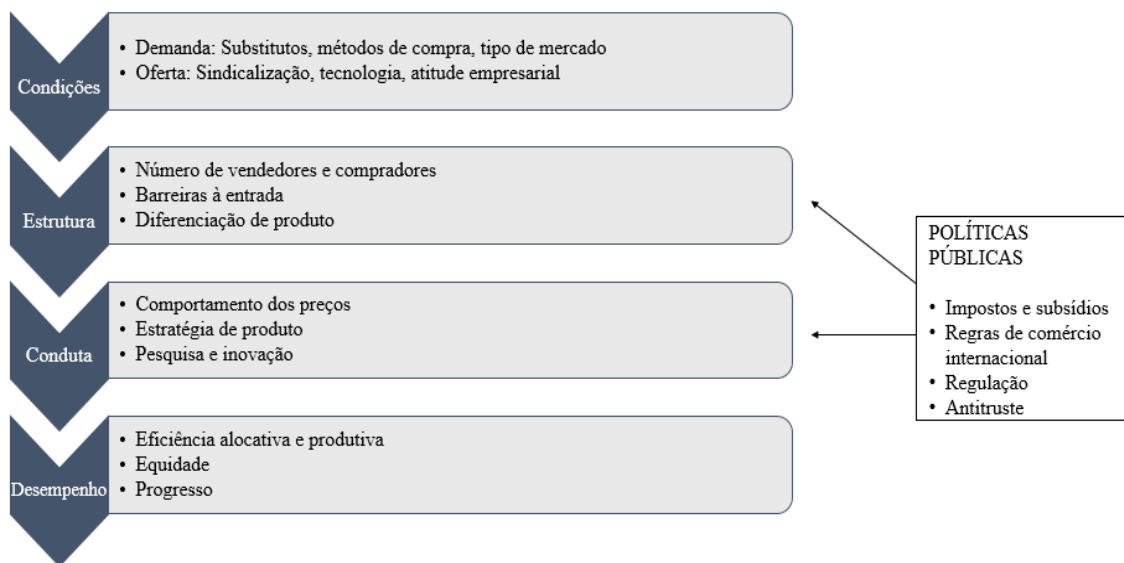 Condições
• Demanda: Substitutos, métodos de compra, tipo de mercado
• Oferta: Sindicalização, tecnologia, atitude empresarial
Estrutura
• Número de vendedores e compradores
• Barreiras à entrada
• Diferenciação de produto
Conduta
• Comportamento dos preços
• Estratégia de produto
• Pesquisa e inovação
Desempenho
• Eficiência alocativa e produtiva
• Equidade
• Progresso
POLÍTICAS
PÚBLICAS
• Impostos e subsídios
• Regras de comércio
internacional
• Regulação
• Antitruste